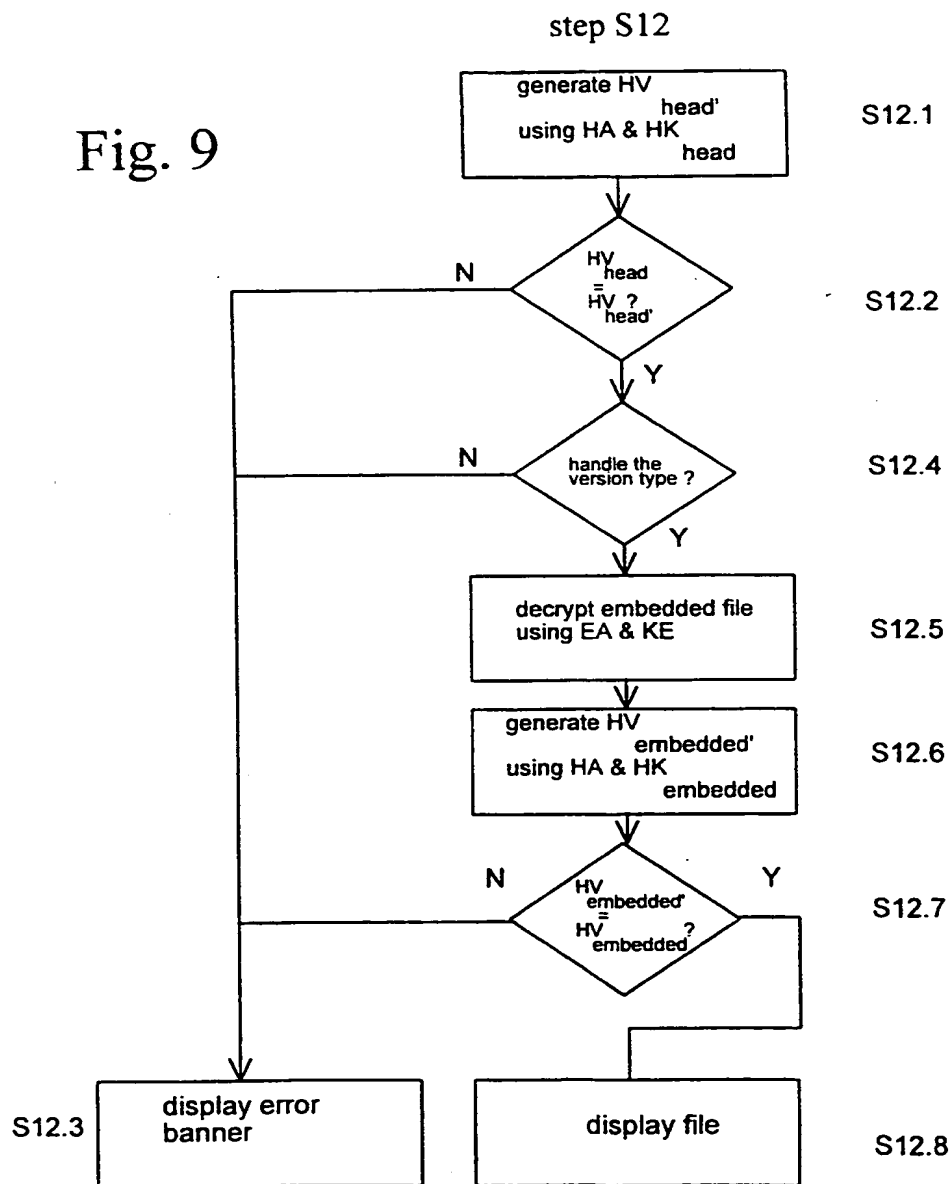 step S12
Fig. 9
generate HV
head'
using HA & HK
head
S12.1
HV
head
=
HV ?
head'
N
S12.2
Y
handle the
version type ?
N
S12.4
Y
decrypt embedded file
using EA & KE
S12.5
generate HV
embedded'
using HA & HK
embedded
S12.6
N
HV
embedded'
=
HV
embedded ?
Y
S12.7
S12.3
display error
banner
display file
S12.8